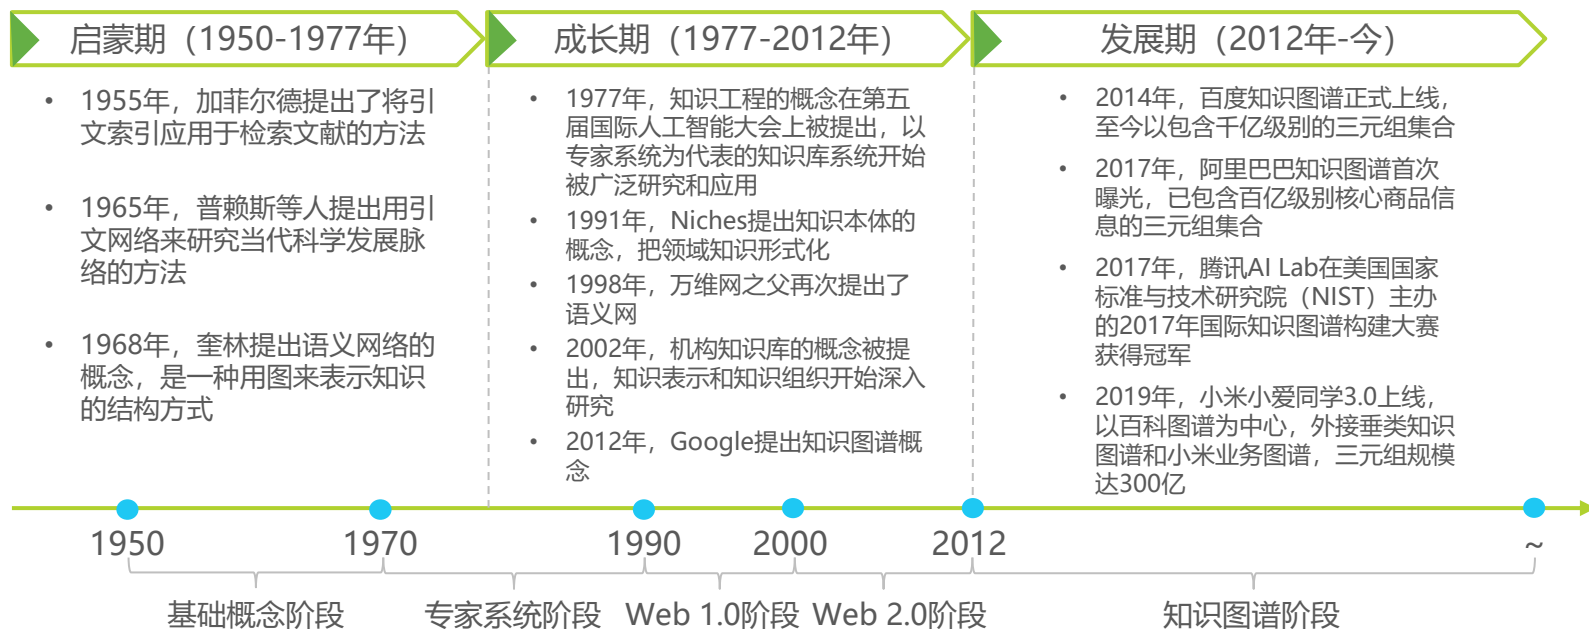 启蒙期（1950-1977年）
• 1955年，加菲尔德提出了将引
文索引应用于检索文献的方法
• 1965年，普赖斯等人提出用引
文网络来研究当代科学发展脉
络的方法
• 1968年，奎林提出语义网络的
概念，是一种用图来表示知识
的结构方式
成长期（1977-2012年）
• 1977年，知识工程的概念在第五
届国际人工智能大会上被提出，以
专家系统为代表的知识库系统开始
被广泛研究和应用
• 1991年，Niches提出知识本体的
概念，把领域知识形式化
• 1998年，万维网之父再次提出了
语义网
• 2002年，机构知识库的概念被提
出，知识表示和知识组织开始深入
研究
• 2012年，Google提出知识图谱概
念
发展期（2012年-今）
• 2014年，百度知识图谱正式上线，
至今以包含千亿级别的三元组集合
• 2017年，阿里巴巴知识图谱首次
曝光，已包含百亿级别核心商品信
息的三元组集合
• 2017年，腾讯AI Lab在美国国家
标准与技术研究院（NIST）主办
的2017年国际知识图谱构建大赛
获得冠军
• 2019年，小米小爱同学3.0上线，
以百科图谱为中心，外接垂类知识
图谱和小米业务图谱，三元组规模
达300亿
1950 1970 1990 2000 2012 ~
基础概念阶段 专家系统阶段 Web 1.0阶段 Web 2.0阶段 知识图谱阶段